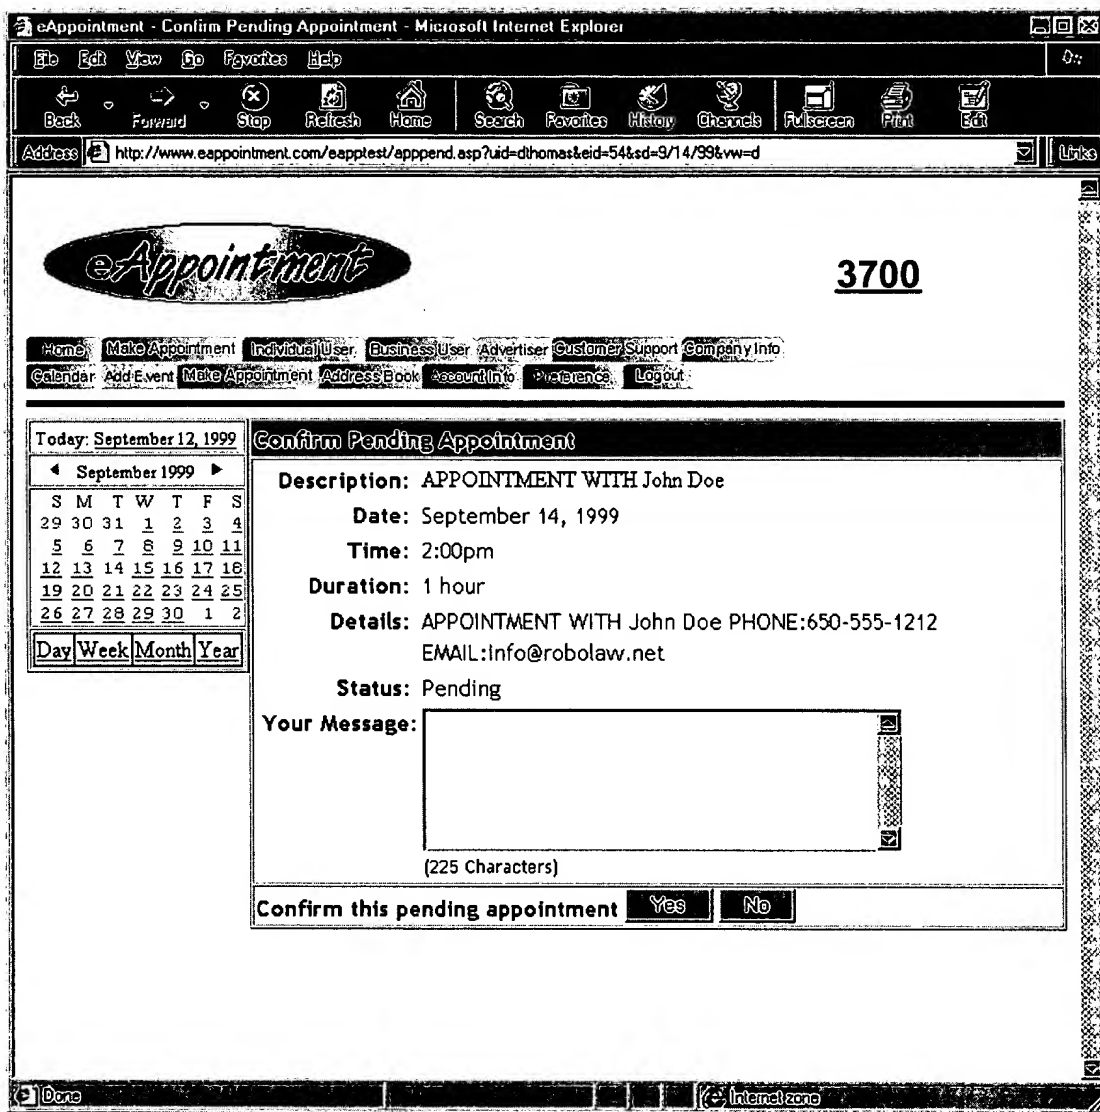 eAppointment - Confirm Pending Appointment - Microsoft Internet Explorer
File Edit View Go Favorites Help
Back Forward Stop Refresh Home Search Favorites History Channels Fullscreen Print Edit
Address http://www.eappointment.com/eapptest/apppend.asp?uid=dthomas&eid=54&sd=9/14/99&vw=d Links
eAppointment
3700
Home Make Appointment Individual User Business User Advertiser Customer Support Company Info
Calendar Add Event Make Appointment Address Book Account Info Preference Logout
Today: September 12, 1999
September 1999
S M T W T F S
29 30 31 1 2 3 4
5 6 7 8 9 10 11
12 13 14 15 16 17 18
19 20 21 22 23 24 25
26 27 28 29 30 1 2
Day Week Month Year
Confirm Pending Appointment
Description: APPOINTMENT WITH John Doe
Date: September 14, 1999
Time: 2:00pm
Duration: 1 hour
Details: APPOINTMENT WITH John Doe PHONE:650-555-1212
EMAIL:info@robolaw.net
Status: Pending
Your Message:
(225 Characters)
Confirm this pending appointment Yes No
Done Internet zone